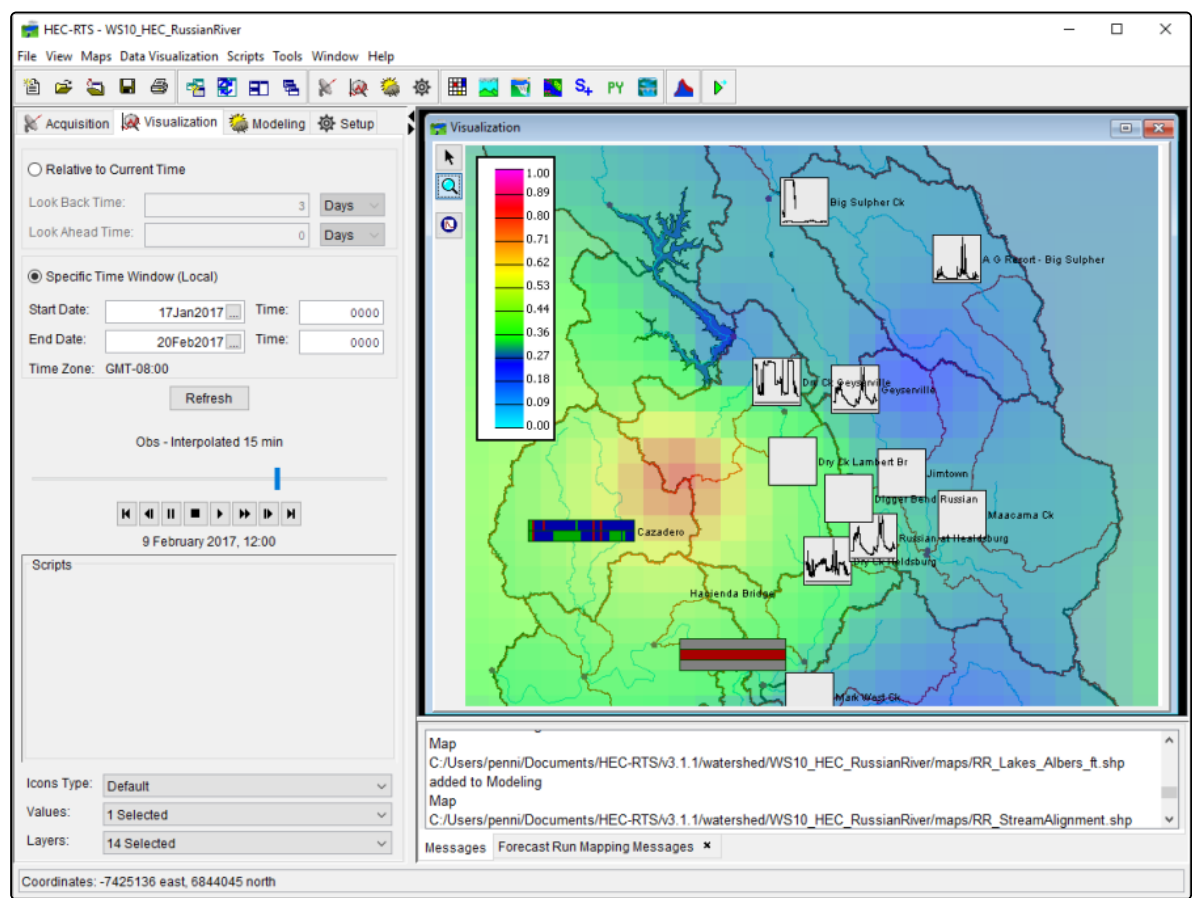 HEC-RTS - WS10_HEC_RussianRiver
File View Maps Data Visualization Scripts Tools Window Help
S+ PY
Acquisition Visualization Modeling Setup
Relative to Current Time
Look Back Time: 3 Days
Look Ahead Time: 0 Days
Specific Time Window (Local)
Start Date: 17Jan2017 ... Time: 0000
End Date: 20Feb2017 ... Time: 0000
Time Zone: GMT-08:00
Refresh
Obs - Interpolated 15 min
9 February 2017, 12:00
Scripts
Icons Type: Default
Values: 1 Selected
Layers: 14 Selected
Visualization
1.00
0.89
0.80
0.71
0.62
0.53
0.44
0.36
0.27
0.18
0.09
0.00
Big Sulpher Ck
A G Resort - Big Sulpher
Dry Ck Geyserville
Geyserville
Dry Ck Lambert Br
Jimtown
Digger Bend Russian
Maacama Ck
Cazadero
Russian at Healdsburg
Dry Ck Heldsburg
Hacienda Bridge
Mark West Ck
Map
C:/Users/penni/Documents/HEC-RTS/v3.1.1/watershed/WS10_HEC_RussianRiver/maps/RR_Lakes_Albers_ft.shp
added to Modeling
Map
C:/Users/penni/Documents/HEC-RTS/v3.1.1/watershed/WS10_HEC_RussianRiver/maps/RR_StreamAlignment.shp
Messages Forecast Run Mapping Messages ×
Coordinates: -7425136 east, 6844045 north